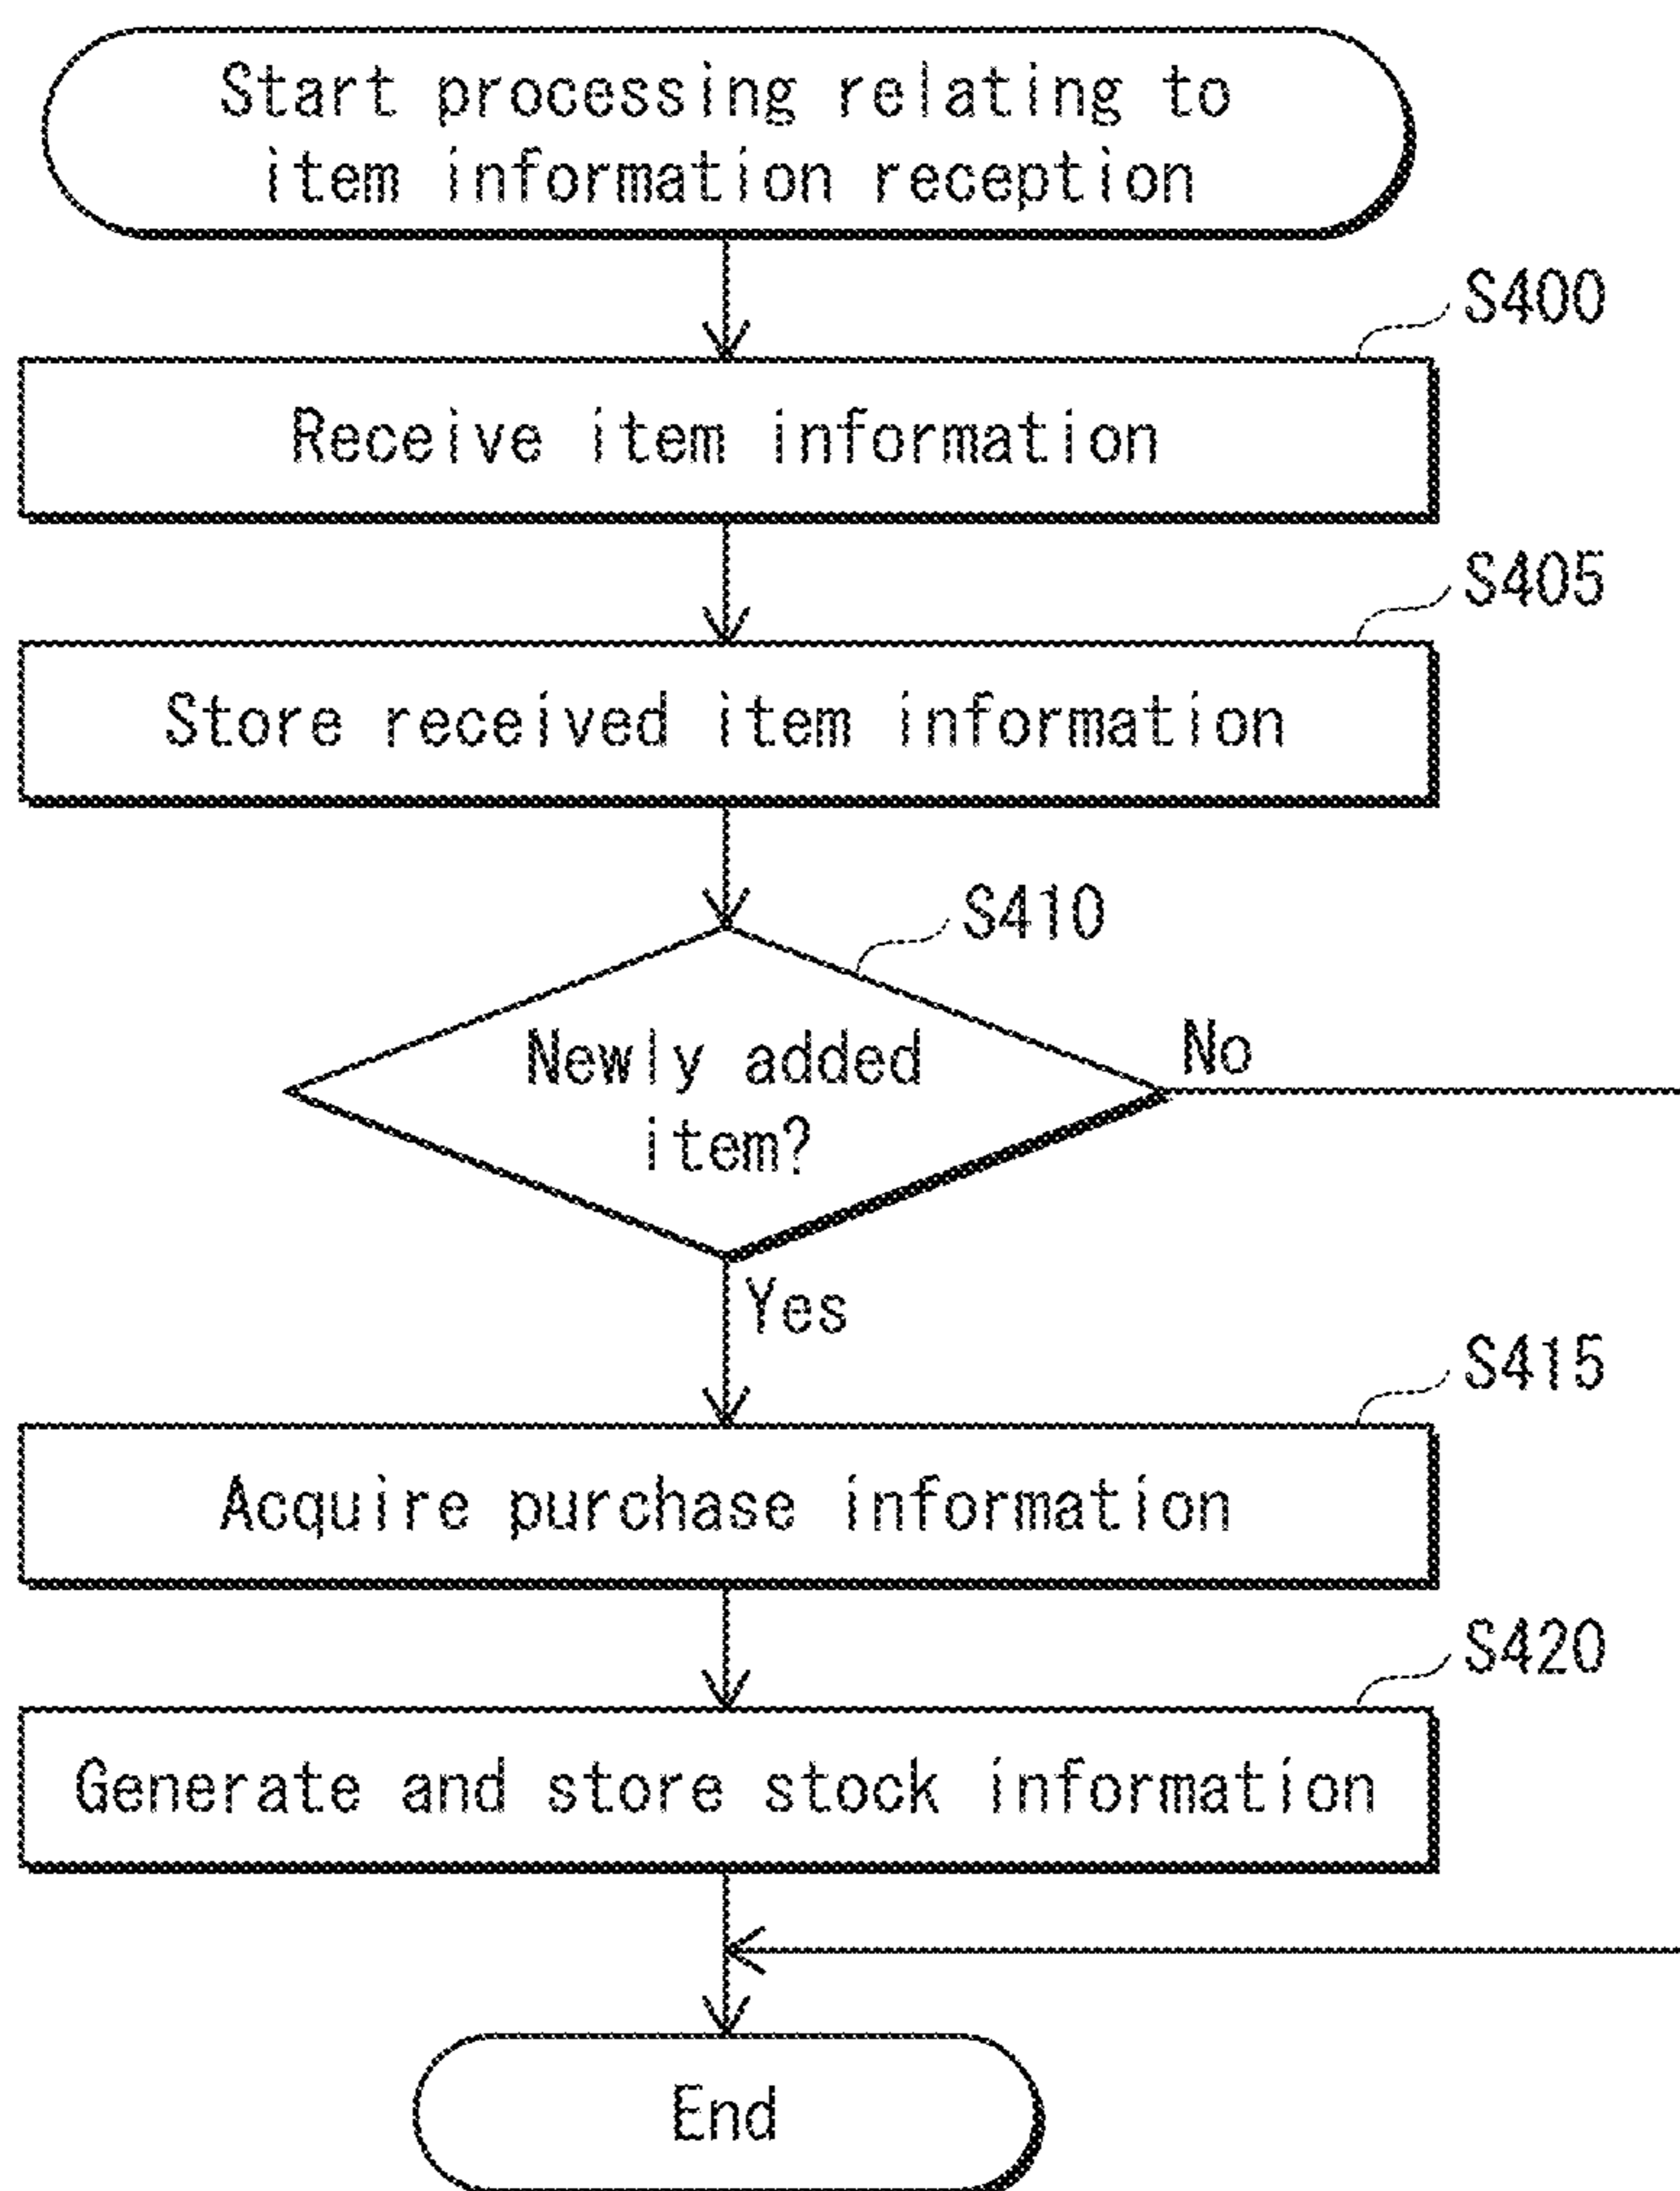 Start processing relating to
item information reception
S400
Receive item information
S405
Store received item information
S410
Newly added
item?
No
Yes
S415
Acquire purchase information
S420
Generate and store stock information
End